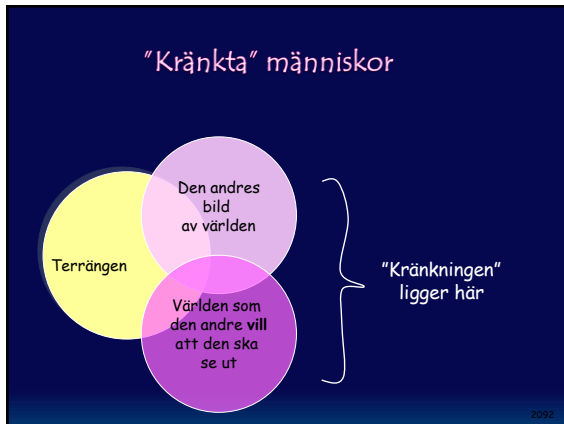 "Kränkta" människor
Den andres
bild
av världen
Terrängen
Världen som
den andre vill
att den ska
se ut
"Kränkningen"
ligger här
2092